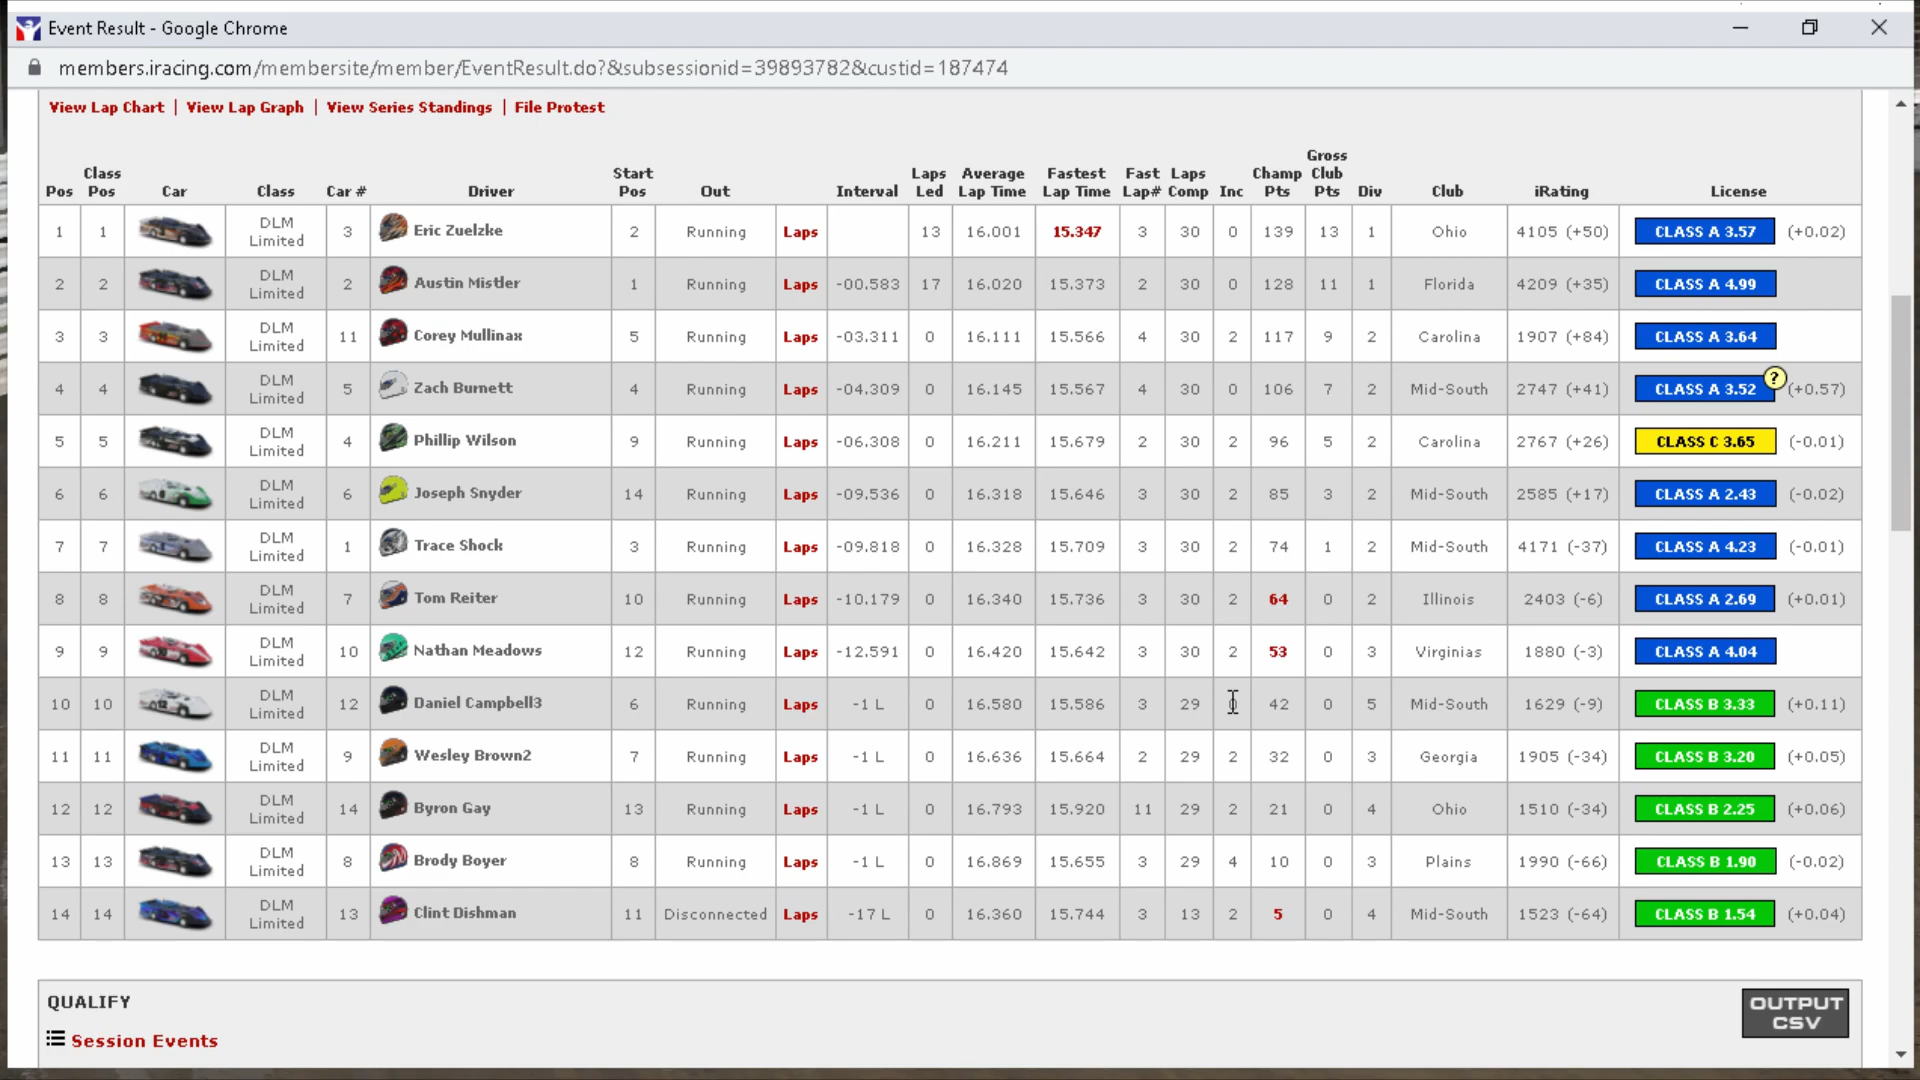 Event Result - Google Chrome
members.iracing.com/membersite/member/EventResult.do?&subsessionid=39893782&custid=187474
View Lap Chart | View Lap Graph | View Series Standings | File Protest
Pos Class Pos Car Class Car # Driver Start Pos Out Interval Laps Led Average Lap Time Fastest Lap Time Fast Lap# Laps Comp Inc Champ Pts Gross Club Pts Div Club iRating License
1 1 DLM Limited 3 Eric Zuelzke 2 Running Laps 13 16.001 15.347 3 30 0 139 13 1 Ohio 4105 (+50) CLASS A 3.57 (+0.02)
2 2 DLM Limited 2 Austin Mistler 1 Running Laps -00.583 17 16.020 15.373 2 30 0 128 11 1 Florida 4209 (+35) CLASS A 4.99
3 3 DLM Limited 11 Corey Mullinax 5 Running Laps -03.311 0 16.111 15.566 4 30 2 117 9 2 Carolina 1907 (+84) CLASS A 3.64
4 4 DLM Limited 5 Zach Burnett 4 Running Laps -04.309 0 16.145 15.567 4 30 0 106 7 2 Mid-South 2747 (+41) CLASS A 3.52 ? (+0.57)
5 5 DLM Limited 4 Phillip Wilson 9 Running Laps -06.308 0 16.211 15.679 2 30 2 96 5 2 Carolina 2767 (+26) CLASS C 3.65 (-0.01)
6 6 DLM Limited 6 Joseph Snyder 14 Running Laps -09.536 0 16.318 15.646 3 30 2 85 3 2 Mid-South 2585 (+17) CLASS A 2.43 (-0.02)
7 7 DLM Limited 1 Trace Shock 3 Running Laps -09.818 0 16.328 15.709 3 30 2 74 1 2 Mid-South 4171 (-37) CLASS A 4.23 (-0.01)
8 8 DLM Limited 7 Tom Reiter 10 Running Laps -10.179 0 16.340 15.736 3 30 2 64 0 2 Illinois 2403 (-6) CLASS A 2.69 (+0.01)
9 9 DLM Limited 10 Nathan Meadows 12 Running Laps -12.591 0 16.420 15.642 3 30 2 53 0 3 Virginias 1880 (-3) CLASS A 4.04
10 10 DLM Limited 12 Daniel Campbell3 6 Running Laps -1 L 0 16.580 15.586 3 29 42 0 5 Mid-South 1629 (-9) CLASS B 3.33 (+0.11)
11 11 DLM Limited 9 Wesley Brown2 7 Running Laps -1 L 0 16.636 15.664 2 29 2 32 0 3 Georgia 1905 (-34) CLASS B 3.20 (+0.05)
12 12 DLM Limited 14 Byron Gay 13 Running Laps -1 L 0 16.793 15.920 11 29 2 21 0 4 Ohio 1510 (-34) CLASS B 2.25 (+0.06)
13 13 DLM Limited 8 Brody Boyer 8 Running Laps -1 L 0 16.869 15.655 3 29 4 10 0 3 Plains 1990 (-66) CLASS B 1.90 (-0.02)
14 14 DLM Limited 13 Clint Dishman 11 Disconnected Laps -17 L 0 16.360 15.744 3 13 2 5 0 4 Mid-South 1523 (-64) CLASS B 1.54 (+0.04)
QUALIFY
OUTPUT CSV
Session Events